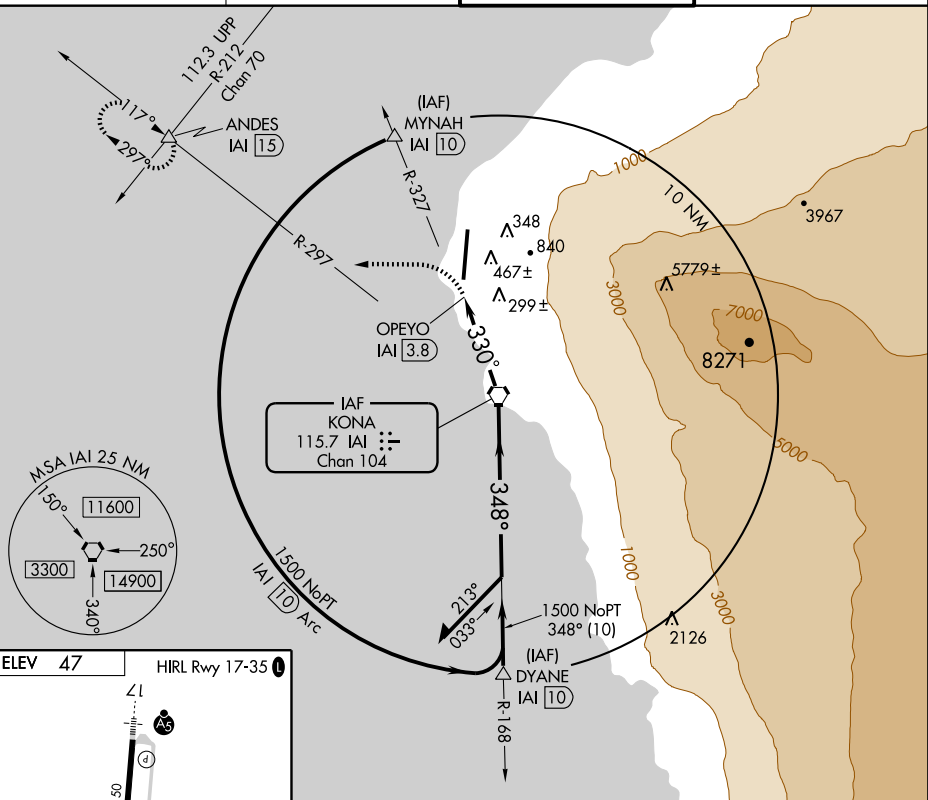 112.3 UPP
R-212
Chan 70
117°
297°
ANDES
IAI 15
(IAF)
MYNAH
IAI 10
R-327
R-297
1000
10 NM
3967
348
840
467±
299±
5779±
3000
7000
8271
OPEYO
IAI 3.8
330°
IAF
KONA
115.7 IAI
Chan 104
5000
348°
MSA IAI 25 NM
150°
11600
250°
3300
14900
340°
1500 NoPT
IAI 10 Arc
213°
033°
1500 NoPT
348° (10)
1000
3000
2126
(IAF)
DYANE
IAI 10
R-168
ELEV 47
HIRL Rwy 17-35 L
17
A5
P
50